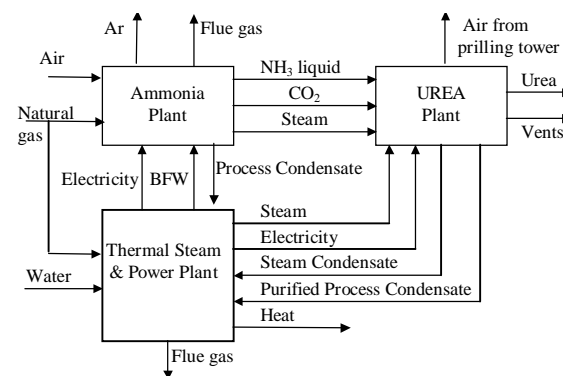 Ar
Flue gas
Air from
prilling tower
Air
Ammonia
Plant
NH₃ liquid
CO₂
Steam
UREA
Plant
Urea
Vents
Natural
gas
Electricity
BFW
Process Condensate
Thermal Steam
& Power Plant
Steam
Electricity
Steam Condensate
Purified Process Condensate
Heat
Water
Flue gas